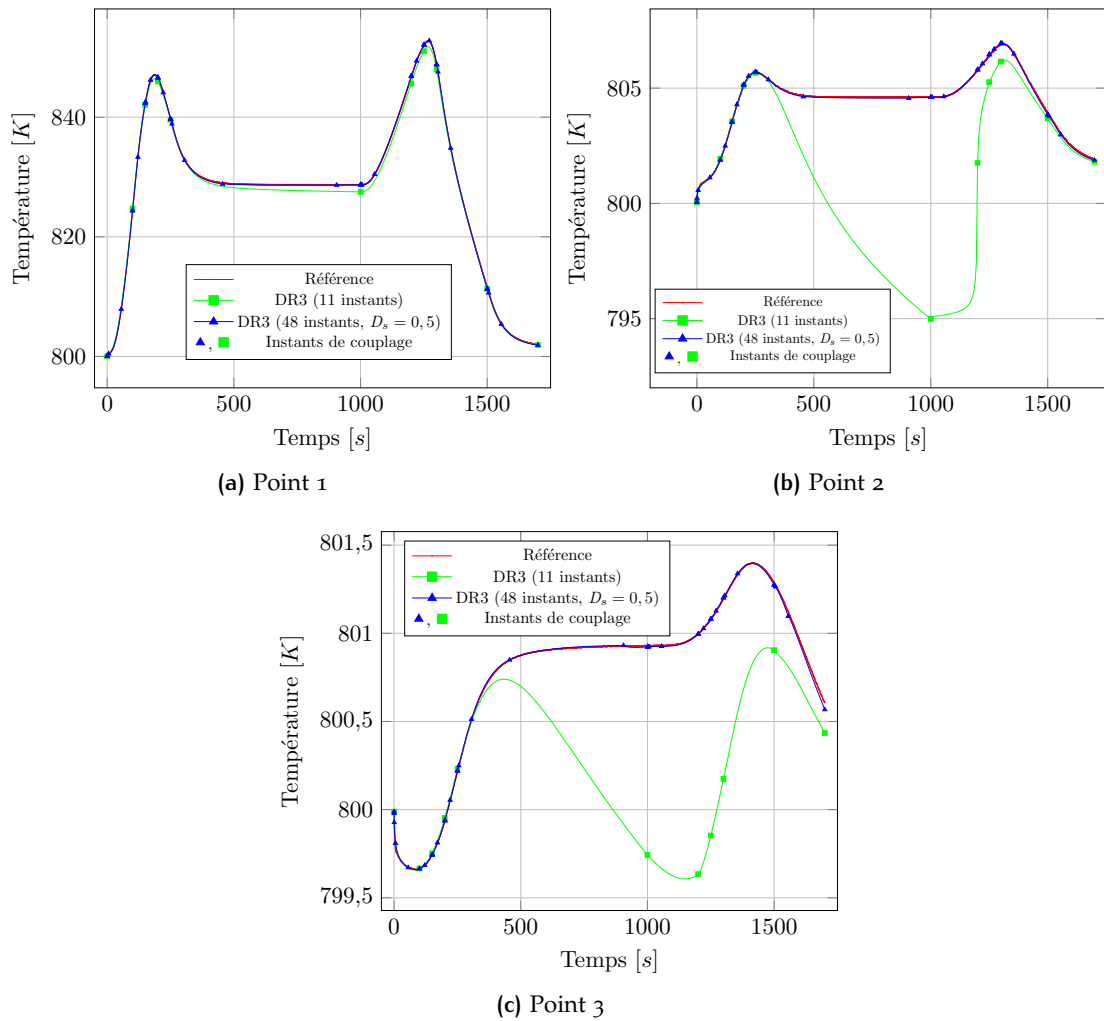 840
820
800
0
500
1000
1500
Température [K]
Temps [s]
Référence
DR3 (11 instants)
DR3 (48 instants, D_s = 0, 5)
, Instants de couplage
(a) Point 1
805
800
795
0
500
1000
1500
Température [K]
Temps [s]
Référence
DR3 (11 instants)
DR3 (48 instants, D_s = 0, 5)
, Instants de couplage
(b) Point 2
801,5
801
800,5
800
799,5
0
500
1000
1500
Température [K]
Temps [s]
Référence
DR3 (11 instants)
DR3 (48 instants, D_s = 0, 5)
, Instants de couplage
(c) Point 3